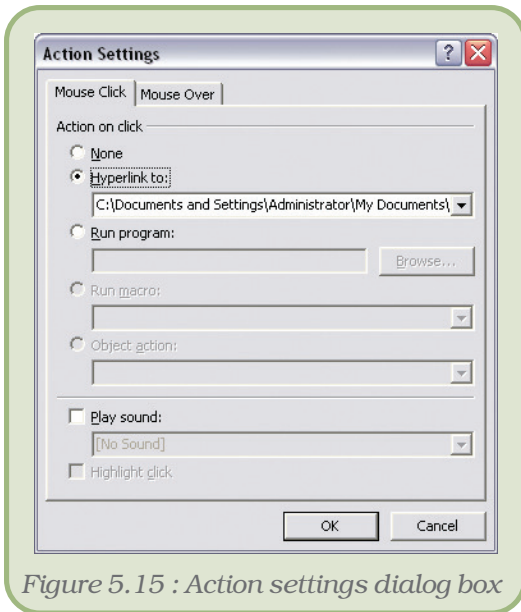 Action Settings
Mouse Click Mouse Over
Action on click
None
Hyperlink to:
C:\Documents and Settings\Administrator\My Documents\
Run program:
Browse...
Run macro:
Object action:
Play sound:
[No Sound]
Highlight click
OK Cancel
Figure 5.15 : Action settings dialog box